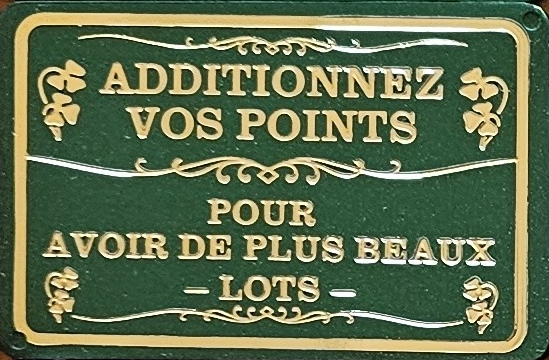 ADDITIONNEZ
VOS POINTS
POUR
AVOIR DE PLUS BEAUX
– LOTS –